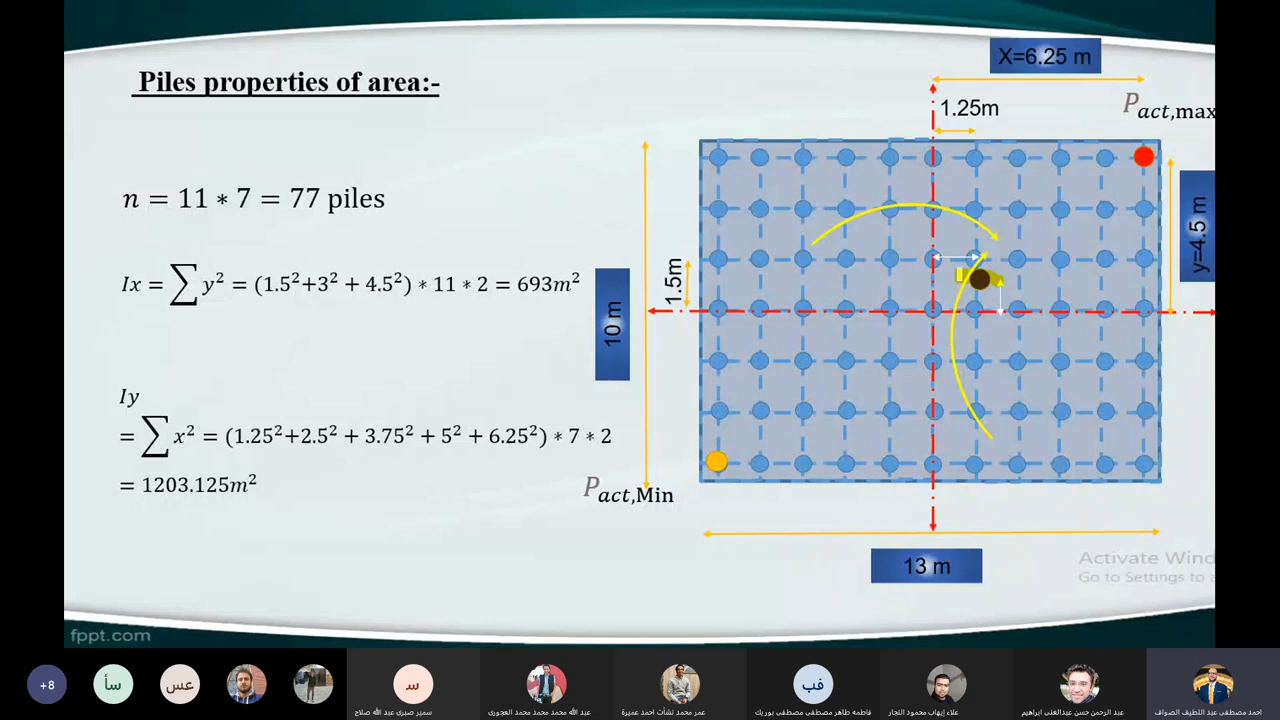 Piles properties of area:-
n = 11 * 7 = 77 piles
Ix = ∑ y² = (1.5²+3² + 4.5²) * 11 * 2 = 693m²
Iy
= ∑ x² = (1.25²+2.5² + 3.75² + 5² + 6.25²) * 7 * 2
= 1203.125m²
X=6.25 m
1.25m
P act,max
y=4.5 m
1.5m
10 m
P act,Min
13 m
Activate Wind
Go to Settings to a
fppt.com
+8
سأ
عس
س
سمير صبرى عبد الله صلاح
عبد الله محمد محمد محمد العجوزى
عمر محمد نشأت احمد عميرة
فب
فاطمه طاهر مصطفى مصطفى بوريك
علاء إيهاب محمود النجار
عبد الرحمن حسن عبدالغنى ابراهيم
احمد مصطفى عبد اللطيف الصواف